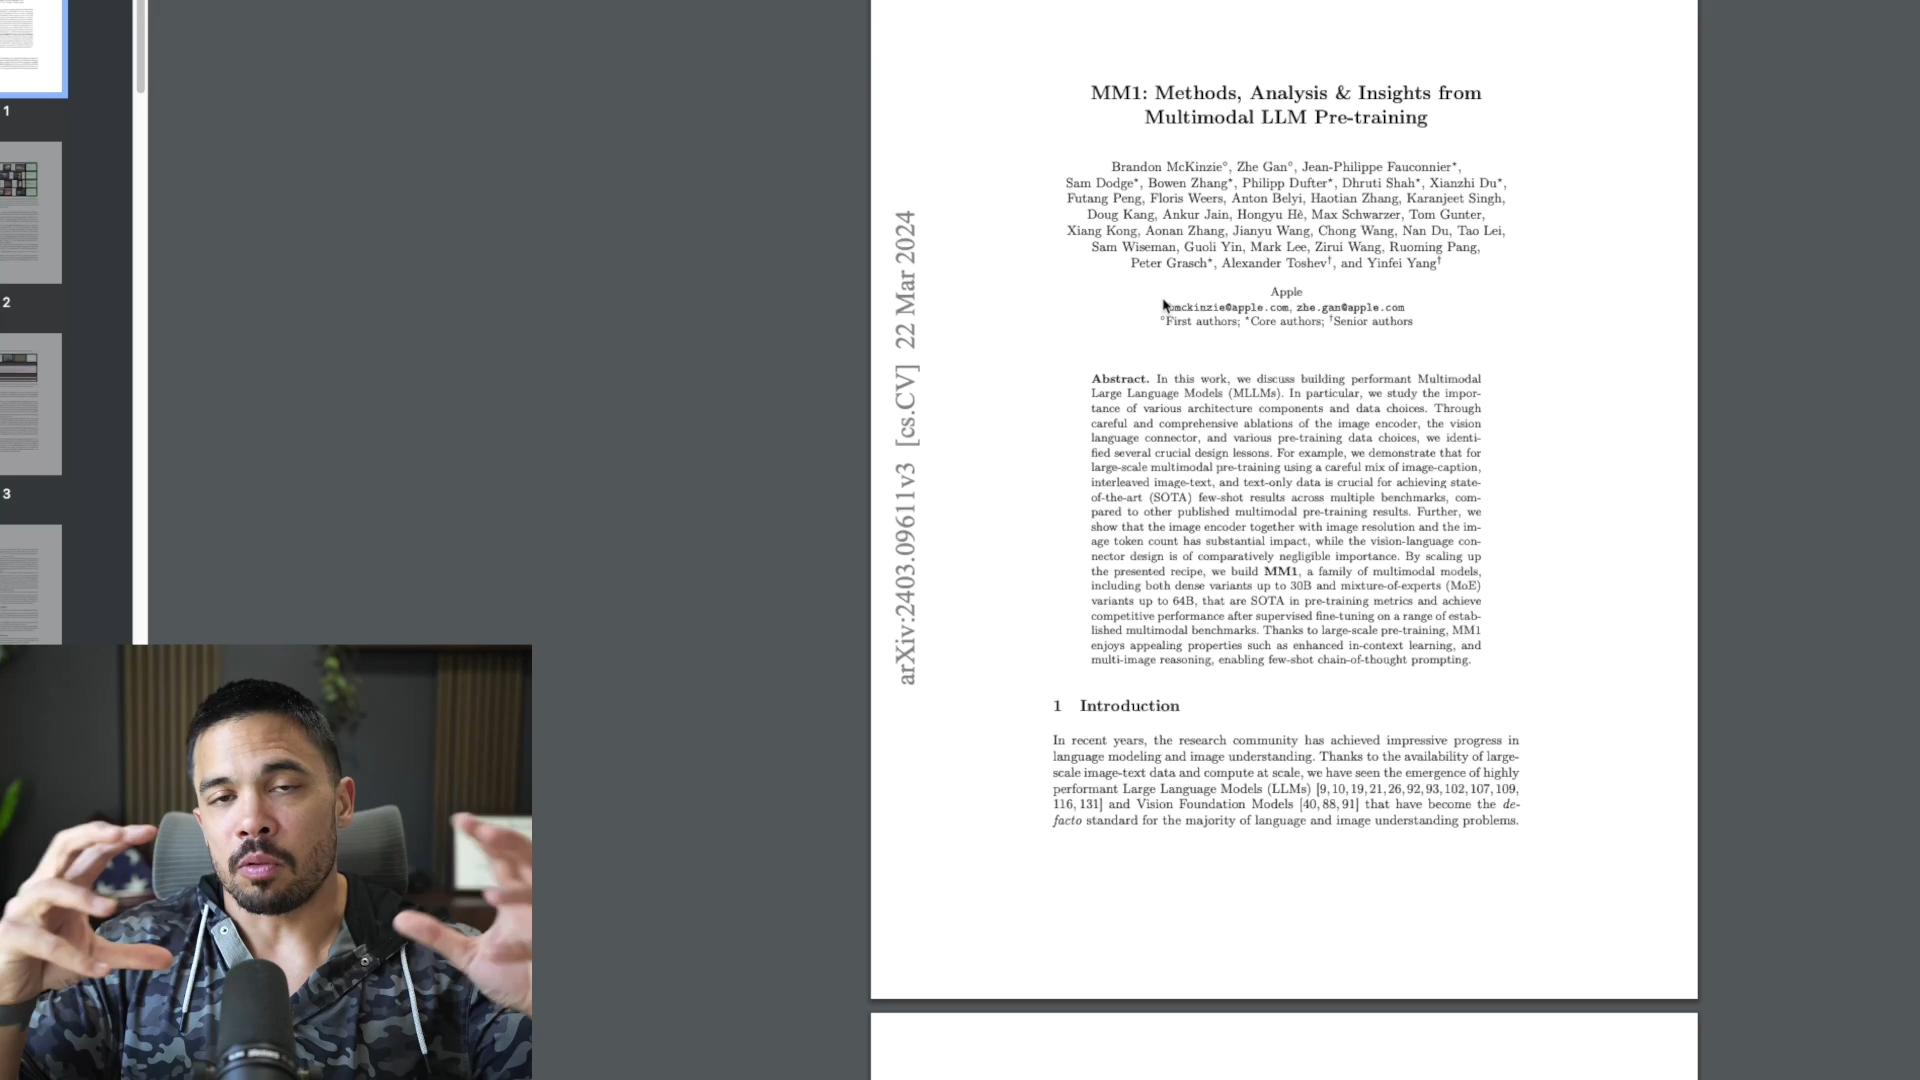 1
2
3
MM1: Methods, Analysis & Insights from
Multimodal LLM Pre-training
Brandon McKinzie°, Zhe Gan°, Jean-Philippe Fauconnier*,
Sam Dodge*, Bowen Zhang*, Philipp Dufter*, Dhruti Shah*, Xianzhi Du*,
Futang Peng, Floris Weers, Anton Belyi, Haotian Zhang, Karanjeet Singh,
Doug Kang, Ankur Jain, Hongyu Hè, Max Schwarzer, Tom Gunter,
Xiang Kong, Aonan Zhang, Jianyu Wang, Chong Wang, Nan Du, Tao Lei,
Sam Wiseman, Guoli Yin, Mark Lee, Zirui Wang, Ruoming Pang,
Peter Grasch*, Alexander Toshev†, and Yinfei Yang†
Apple
bmckinzie@apple.com, zhe.gan@apple.com
°First authors; *Core authors; †Senior authors
arXiv:2403.09611v3 [cs.CV] 22 Mar 2024
Abstract. In this work, we discuss building performant Multimodal
Large Language Models (MLLMs). In particular, we study the impor-
tance of various architecture components and data choices. Through
careful and comprehensive ablations of the image encoder, the vision
language connector, and various pre-training data choices, we identi-
fied several crucial design lessons. For example, we demonstrate that for
large-scale multimodal pre-training using a careful mix of image-caption,
interleaved image-text, and text-only data is crucial for achieving state-
of-the-art (SOTA) few-shot results across multiple benchmarks, com-
pared to other published multimodal pre-training results. Further, we
show that the image encoder together with image resolution and the im-
age token count has substantial impact, while the vision-language con-
nector design is of comparatively negligible importance. By scaling up
the presented recipe, we build MM1, a family of multimodal models,
including both dense variants up to 30B and mixture-of-experts (MoE)
variants up to 64B, that are SOTA in pre-training metrics and achieve
competitive performance after supervised fine-tuning on a range of estab-
lished multimodal benchmarks. Thanks to large-scale pre-training, MM1
enjoys appealing properties such as enhanced in-context learning, and
multi-image reasoning, enabling few-shot chain-of-thought prompting.
1 Introduction
In recent years, the research community has achieved impressive progress in
language modeling and image understanding. Thanks to the availability of large-
scale image-text data and compute at scale, we have seen the emergence of highly
performant Large Language Models (LLMs) [9,10,19,21,26,92,93,102,107,109,
116,131] and Vision Foundation Models [40,88,91] that have become the de-
facto standard for the majority of language and image understanding problems.